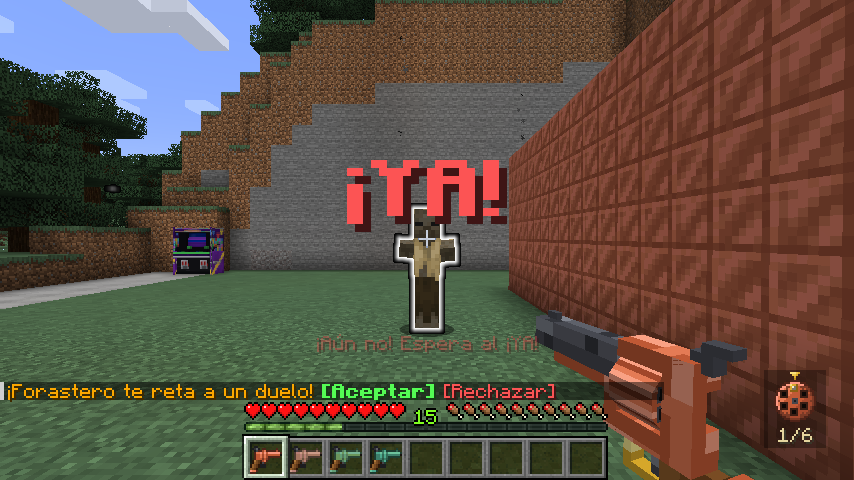 ¡YA!
¡Aún no! Espera al ¡YA!
¡Forastero te reta a un duelo! [Aceptar] [Rechazar]
15
1/6